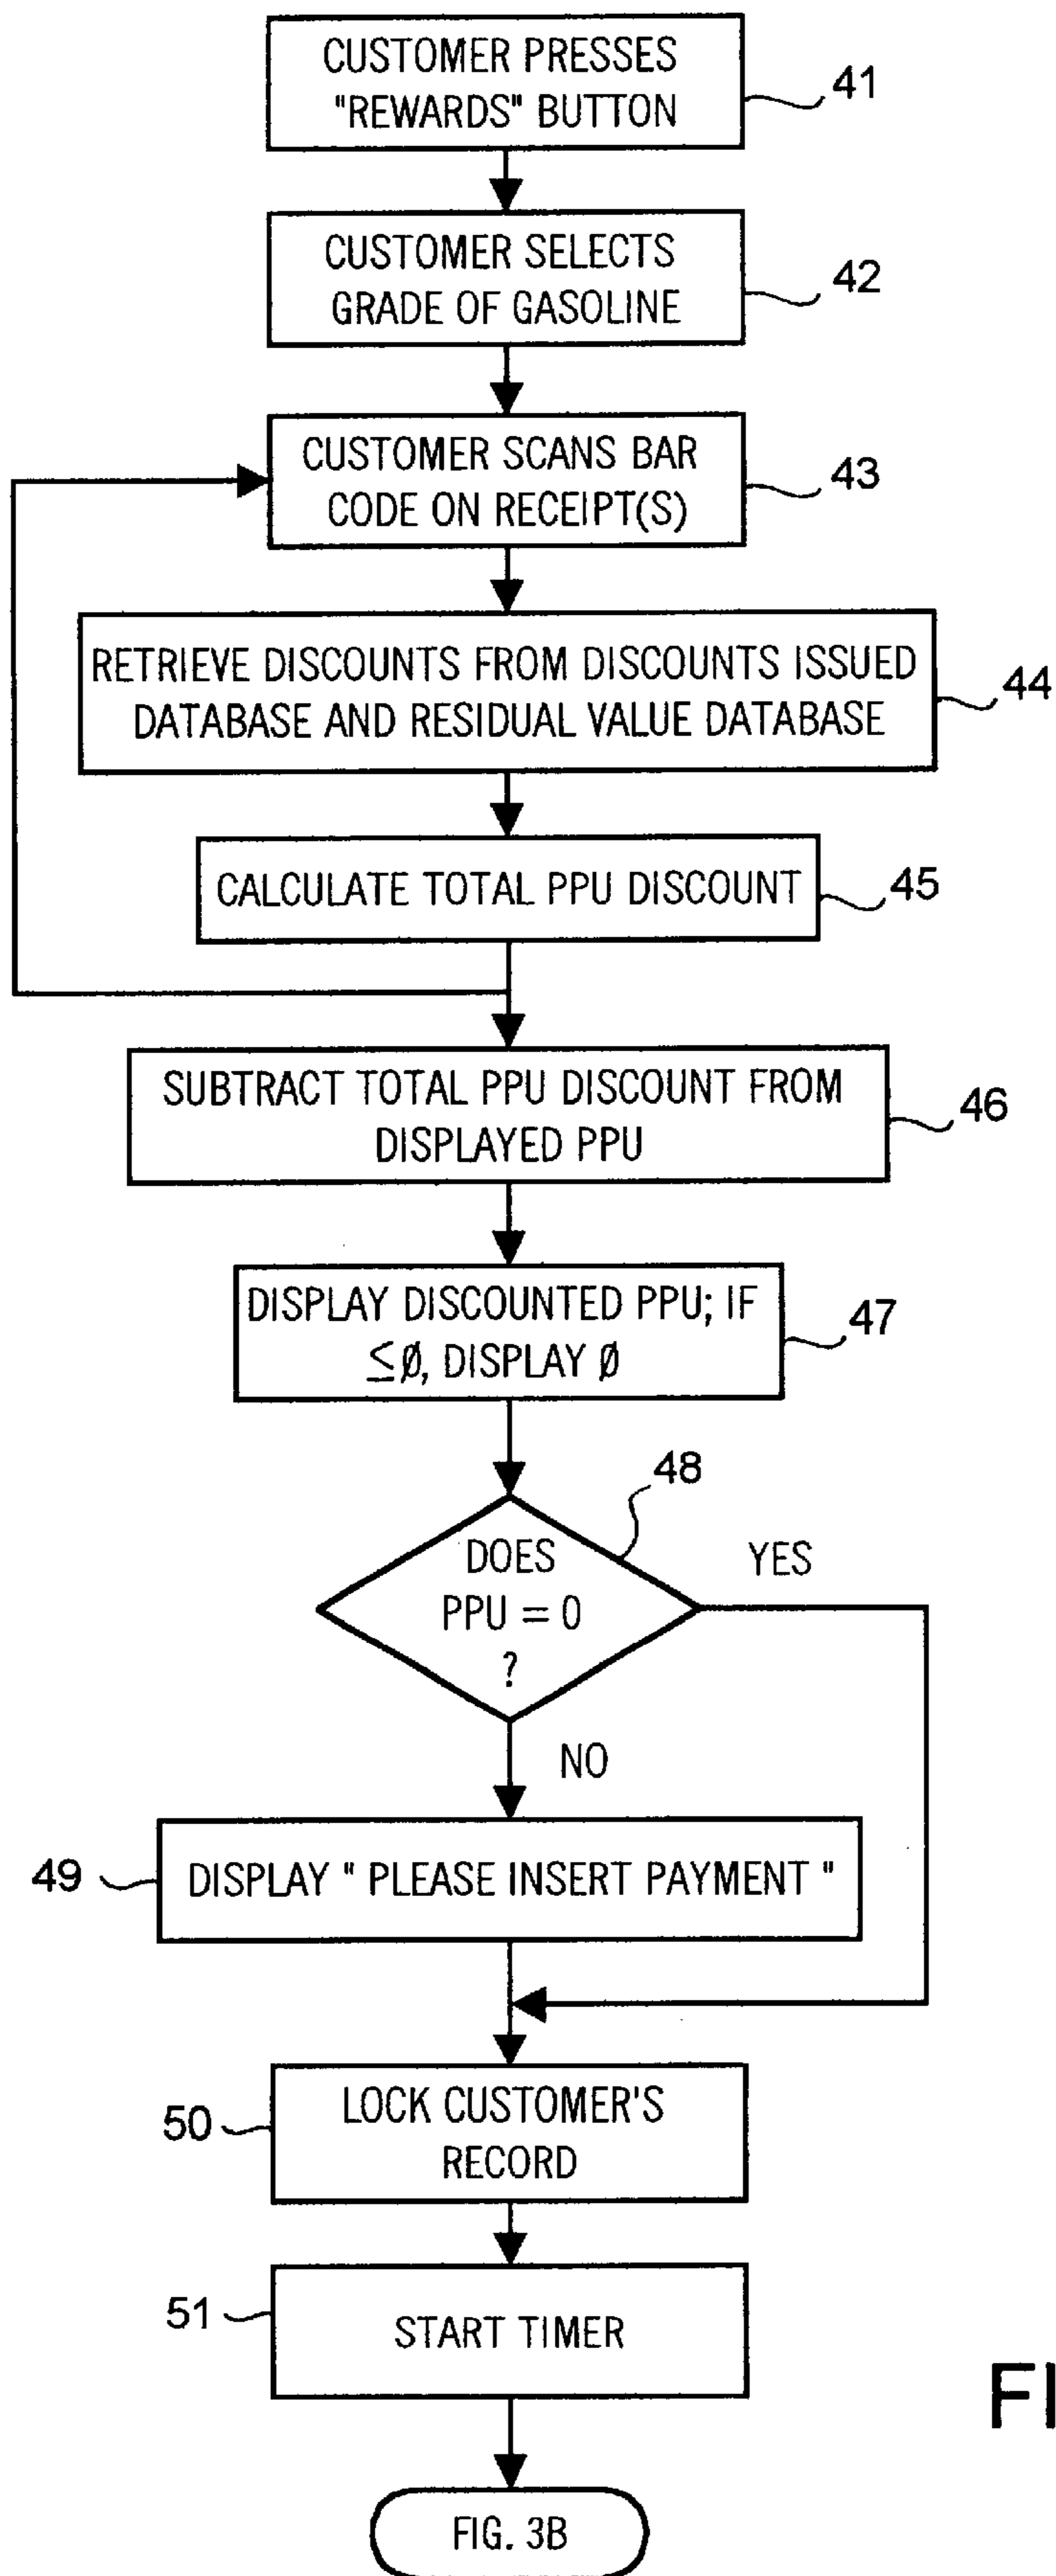 CUSTOMER PRESSES
"REWARDS" BUTTON
41
CUSTOMER SELECTS
GRADE OF GASOLINE
42
CUSTOMER SCANS BAR
CODE ON RECEIPT(S)
43
RETRIEVE DISCOUNTS FROM DISCOUNTS ISSUED
DATABASE AND RESIDUAL VALUE DATABASE
44
CALCULATE TOTAL PPU DISCOUNT
45
SUBTRACT TOTAL PPU DISCOUNT FROM
DISPLAYED PPU
46
DISPLAY DISCOUNTED PPU; IF
≤Ø, DISPLAY Ø
47
48
DOES
PPU = 0
?
YES
NO
49
DISPLAY " PLEASE INSERT PAYMENT "
50
LOCK CUSTOMER'S
RECORD
51
START TIMER
FI
FIG. 3B